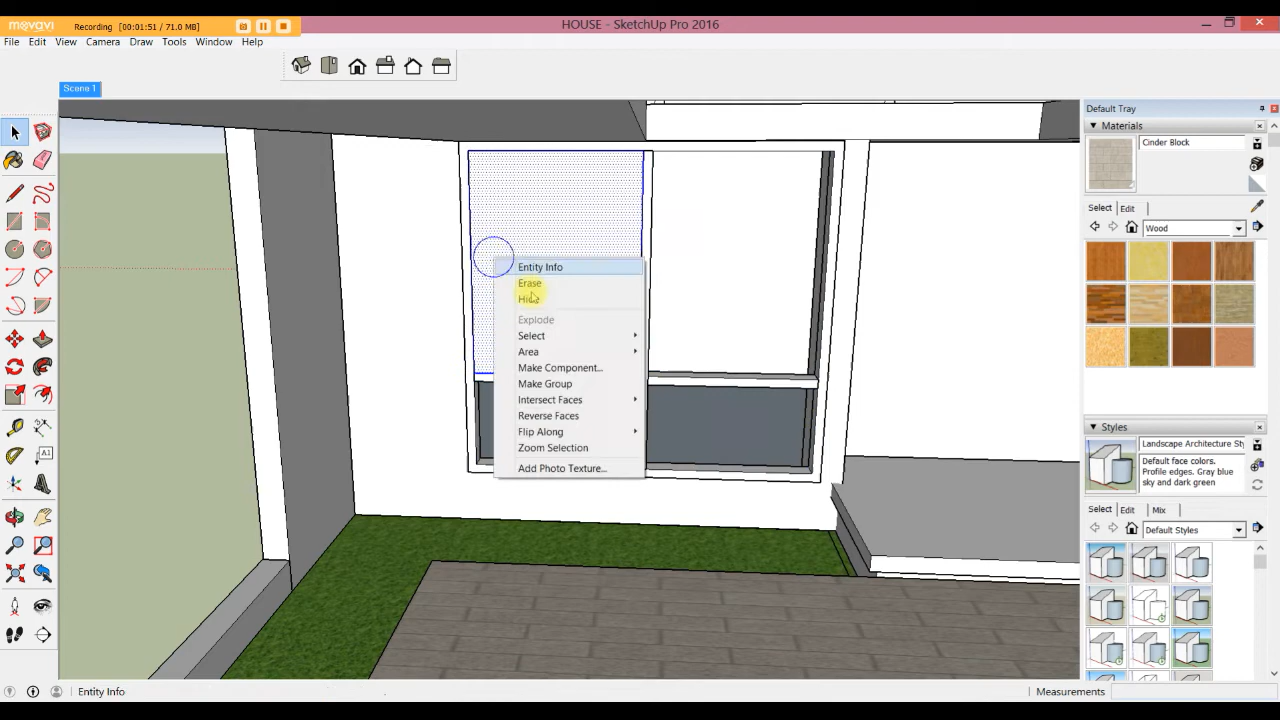 movavi
Recording [00:01:51 / 71.0 MB]
HOUSE - SketchUp Pro 2016
File Edit View Camera Draw Tools Window Help
Scene 1
Default Tray
Materials
Cinder Block
Select Edit
Wood
Entity Info
Erase
Hide
Explode
Select
Area
Make Component...
Make Group
Intersect Faces
Reverse Faces
Flip Along
Zoom Selection
Add Photo Texture...
Styles
Landscape Architecture Sty
Default face colors.
Profile edges. Gray blue
sky and dark green
Select Edit Mix
Default Styles
A1
Entity Info
Measurements